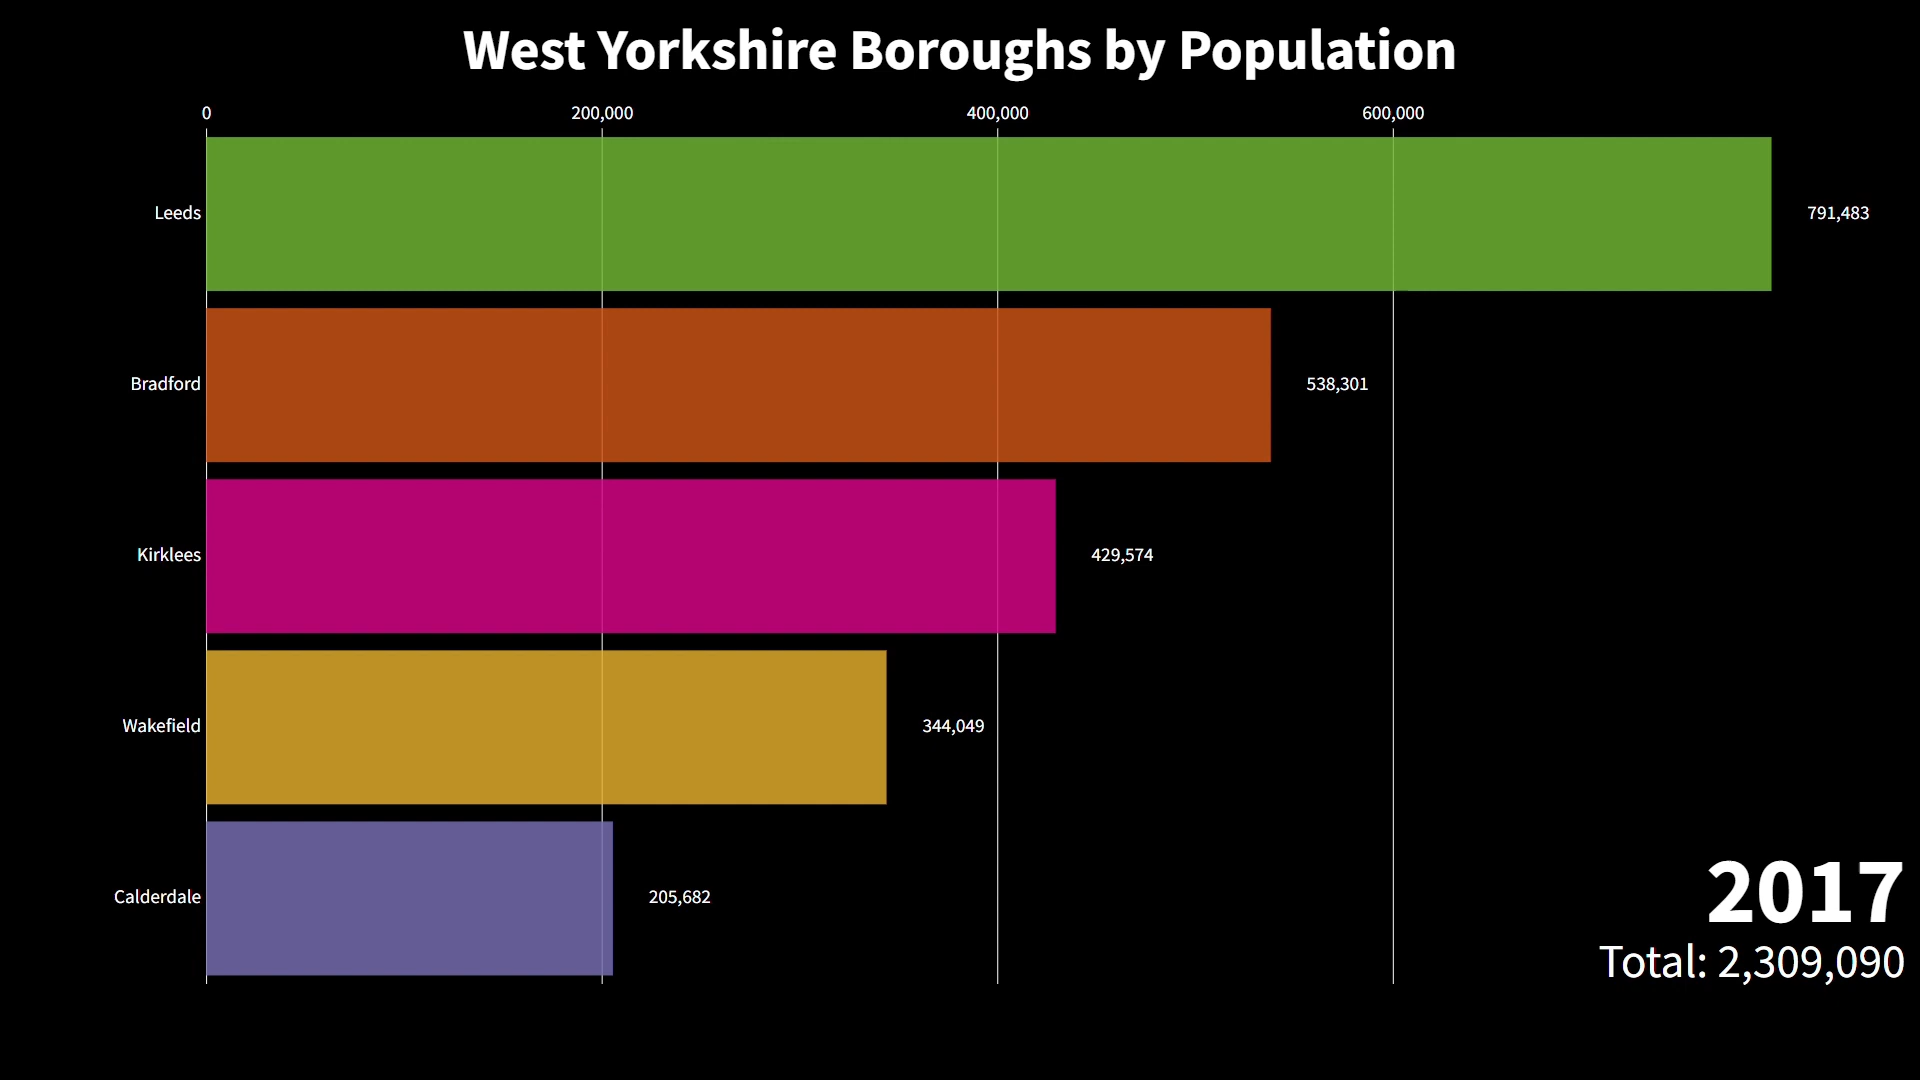 West Yorkshire Boroughs by Population
0 200,000 400,000 600,000
Leeds 791,483
Bradford 538,301
Kirklees 429,574
Wakefield 344,049
Calderdale 205,682
2017
Total: 2,309,090